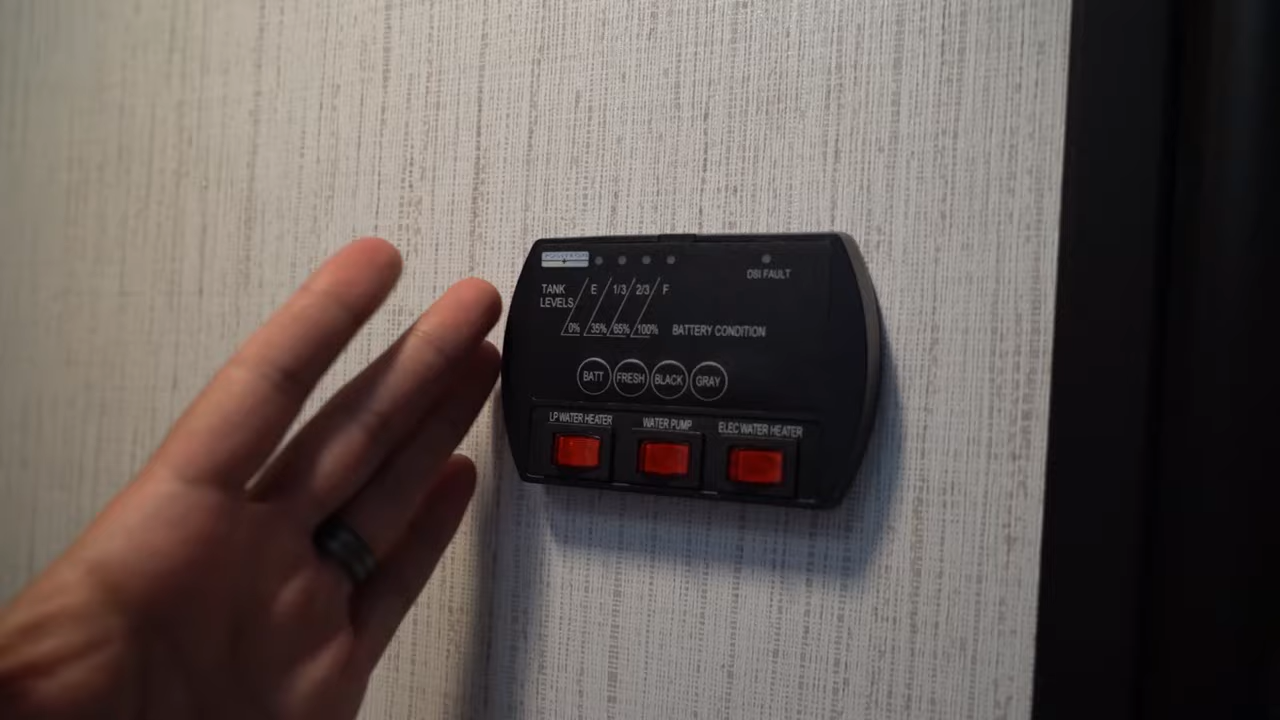 DSI FAULT
TANK LEVELS E 1/3 2/3 F
0% 35% 65% 100% BATTERY CONDITION
BATT FRESH BLACK GRAY
LP WATER HEATER WATER PUMP ELEC WATER HEATER